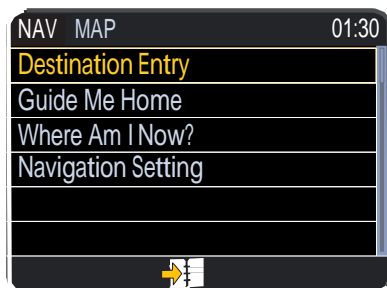 NAV MAP 01:30
Destination Entry
Guide Me Home
Where Am I Now?
Navigation Setting